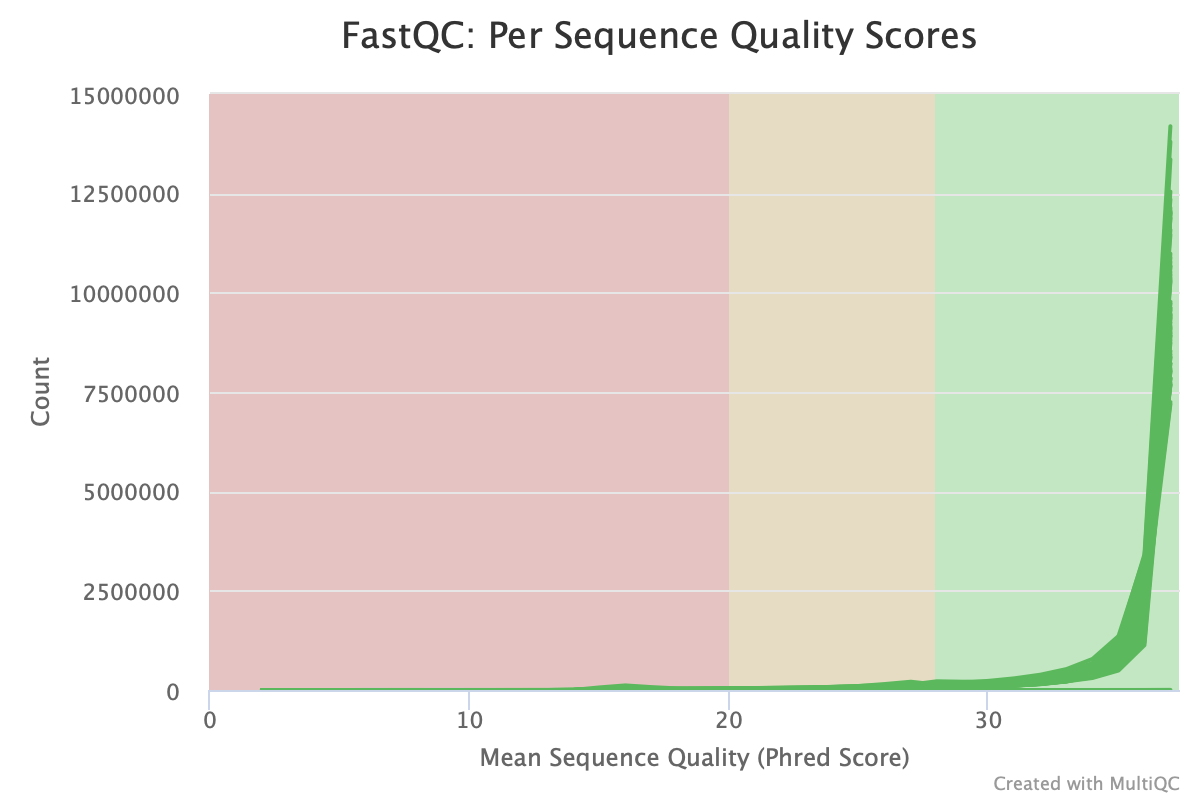 FastQC: Per Sequence Quality Scores
15000000
12500000
10000000
7500000
5000000
2500000
0
Count
0 10 20 30
Mean Sequence Quality (Phred Score)
Created with MultiQC